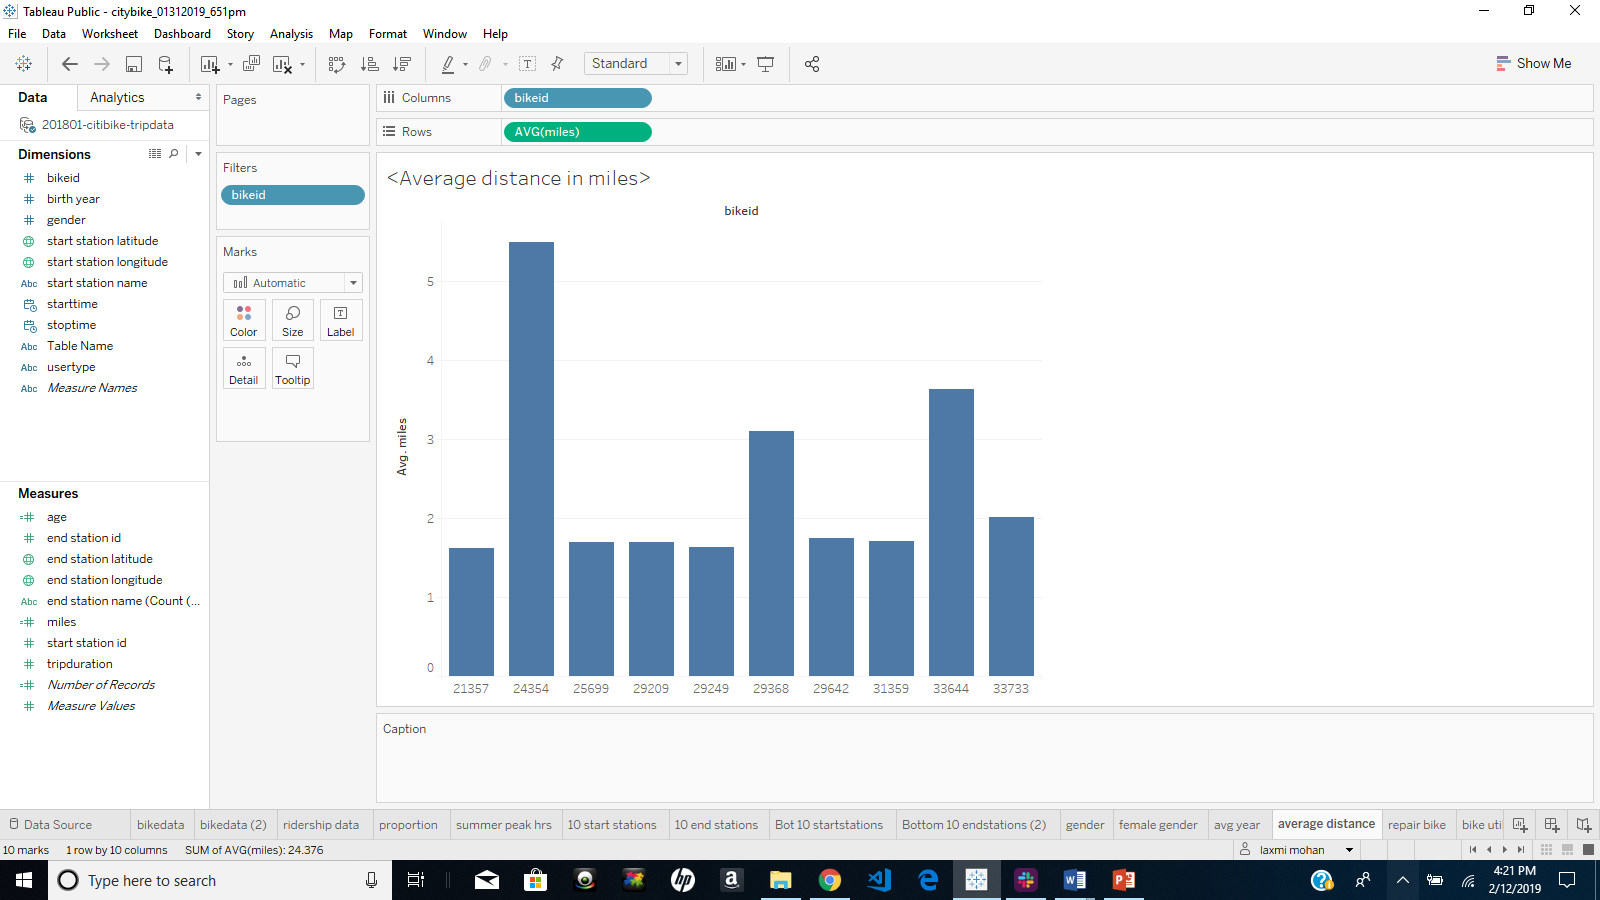 Tableau Public - citybike_01312019_651pm
File Data Worksheet Dashboard Story Analysis Map Format Window Help
Standard
Show Me
Data Analytics
201801-citibike-tripdata
Dimensions
# bikeid
# birth year
# gender
start station latitude
start station longitude
Abc start station name
starttime
stoptime
Abc Table Name
Abc usertype
Abc Measure Names
Measures
=# age
# end station id
end station latitude
end station longitude
Abc end station name (Count (...
=# miles
# start station id
# tripduration
=# Number of Records
# Measure Values
Pages
Filters
bikeid
Marks
Automatic
Color Size Label
Detail Tooltip
Columns bikeid
Rows AVG(miles)
<Average distance in miles>
bikeid
Avg. miles
5
4
3
2
1
0
21357 24354 25699 29209 29249 29368 29642 31359 33644 33733
Caption
Data Source bikedata bikedata (2) ridership data proportion summer peak hrs 10 start stations 10 end stations Bot 10 startstations Bottom 10 endstations (2) gender female gender avg year average distance repair bike bike uti
10 marks 1 row by 10 columns SUM of AVG(miles): 24.376 laxmi mohan
Type here to search
4:21 PM
2/12/2019